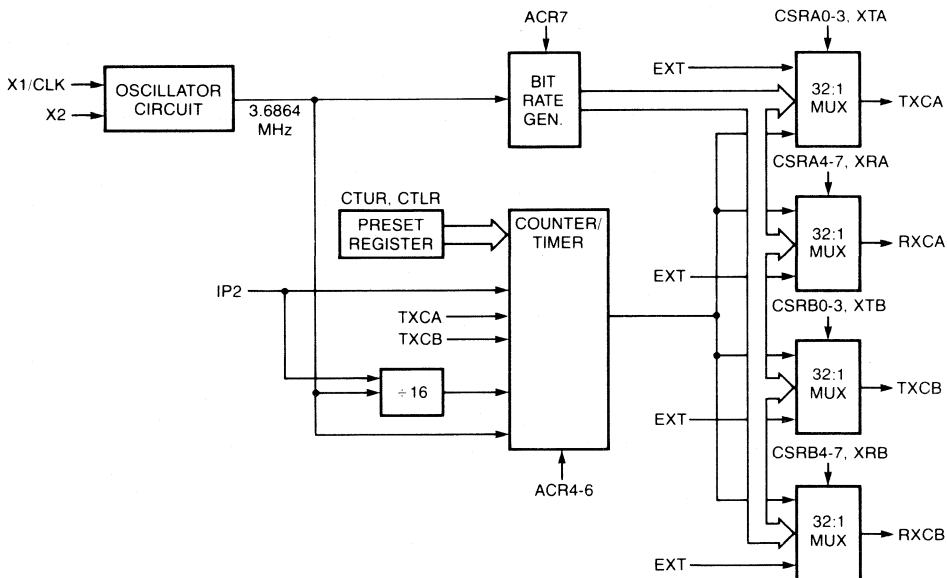 ACR7
CSRA0-3, XTA
X1/CLK
X2
OSCILLATOR
CIRCUIT
3.6864
MHz
BIT
RATE
GEN.
EXT
32:1
MUX
TXCA
CSRA4-7, XRA
CTUR, CTLR
PRESET
REGISTER
COUNTER/
TIMER
32:1
MUX
RXCA
EXT
IP2
TXCA
TXCB
÷16
CSRB0-3, XTB
32:1
MUX
TXCB
EXT
CSRB4-7, XRB
ACR4-6
32:1
MUX
RXCB
EXT